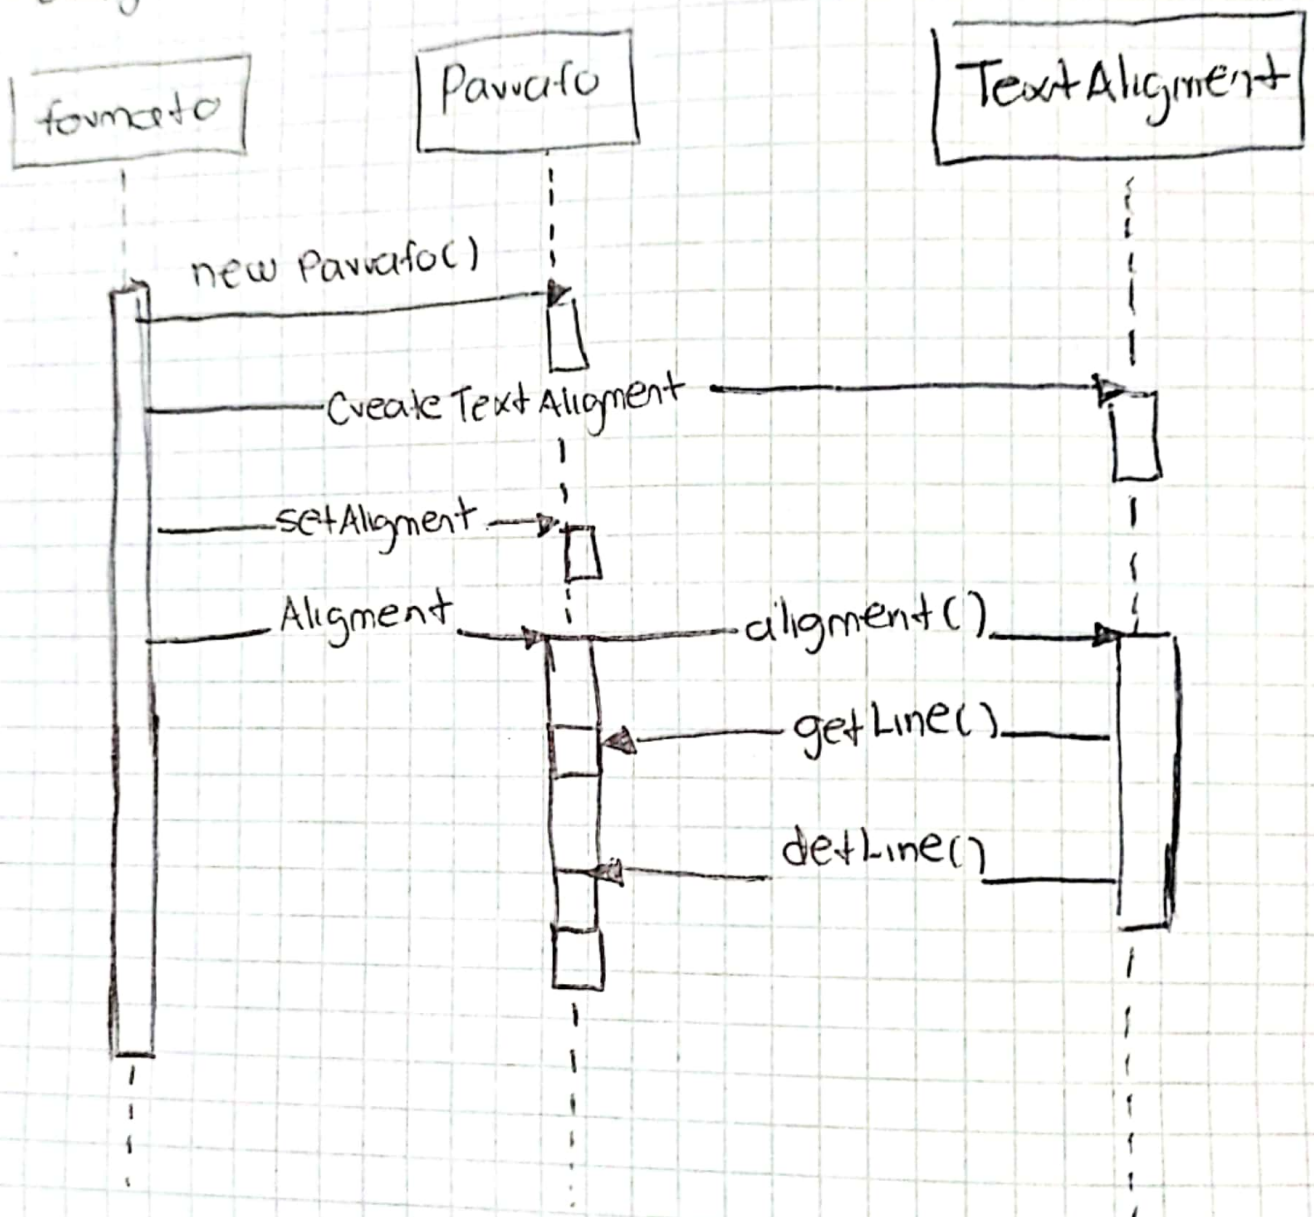 formato
Parrafo
TextAligment
new Parrafo()
Create Text Aligment
setAligment
Aligment
aligment()
getLine()
detLine()